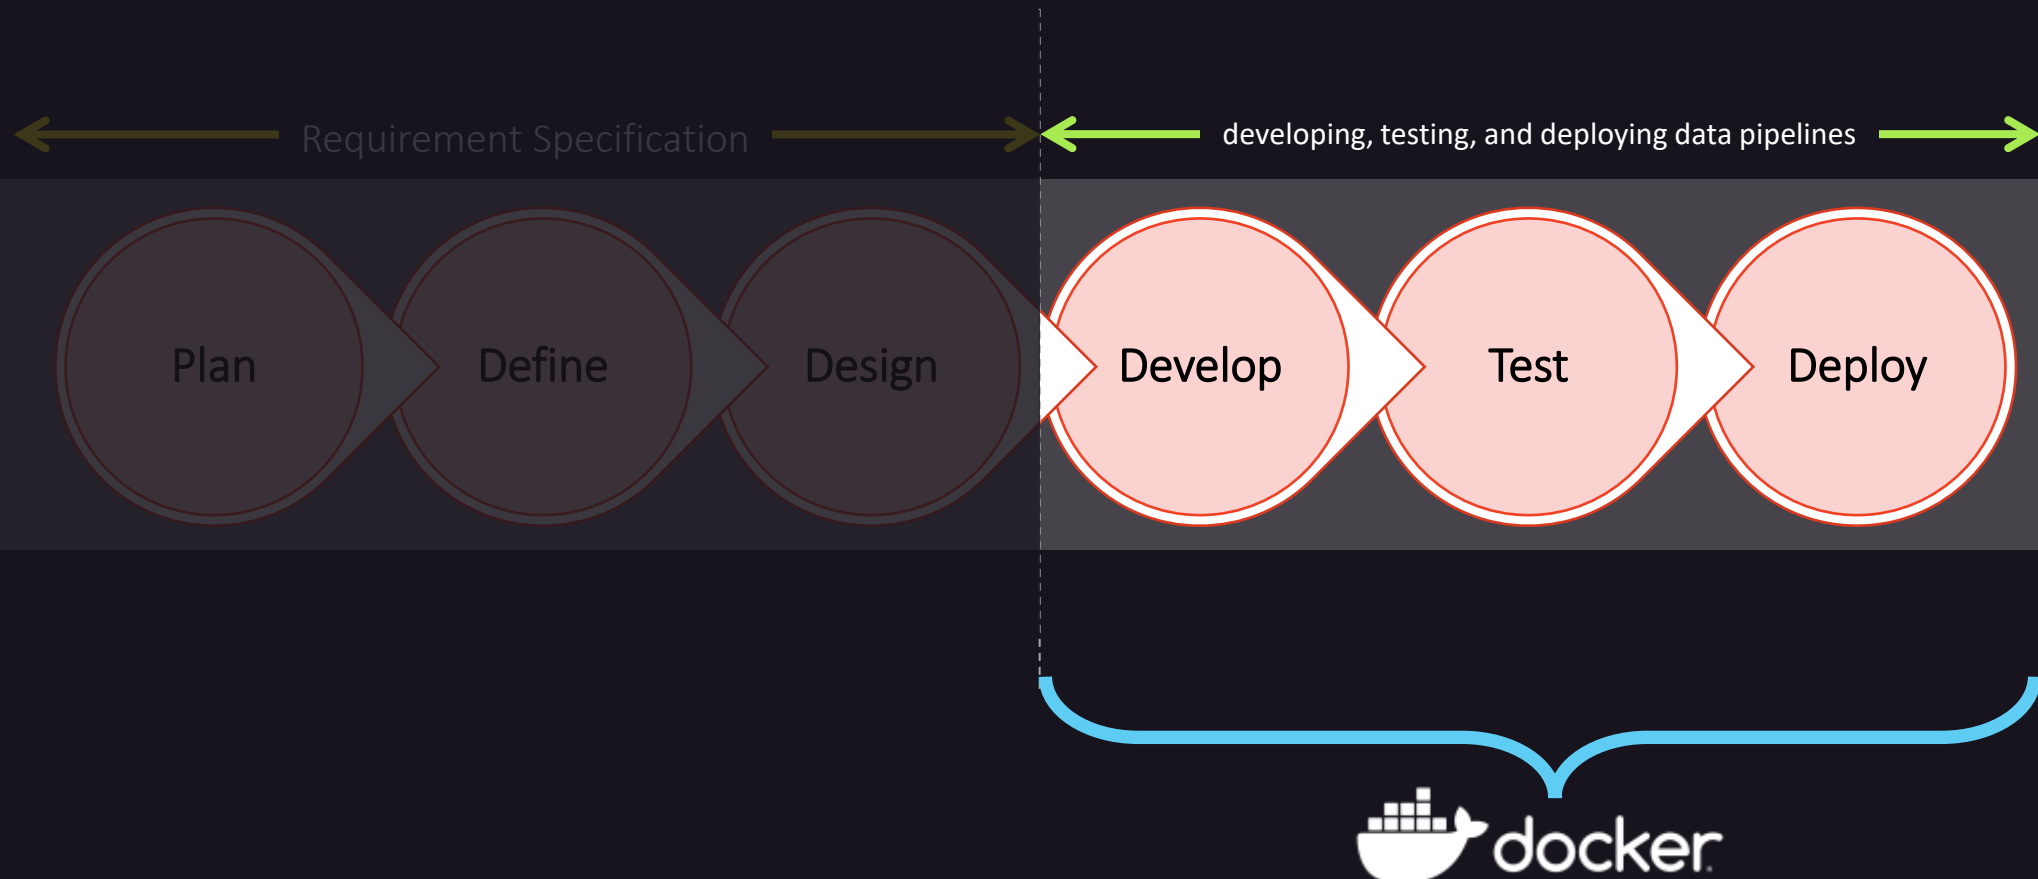 Requirement Specification
developing, testing, and deploying data pipelines
Plan
Define
Design
Develop
Test
Deploy
docker